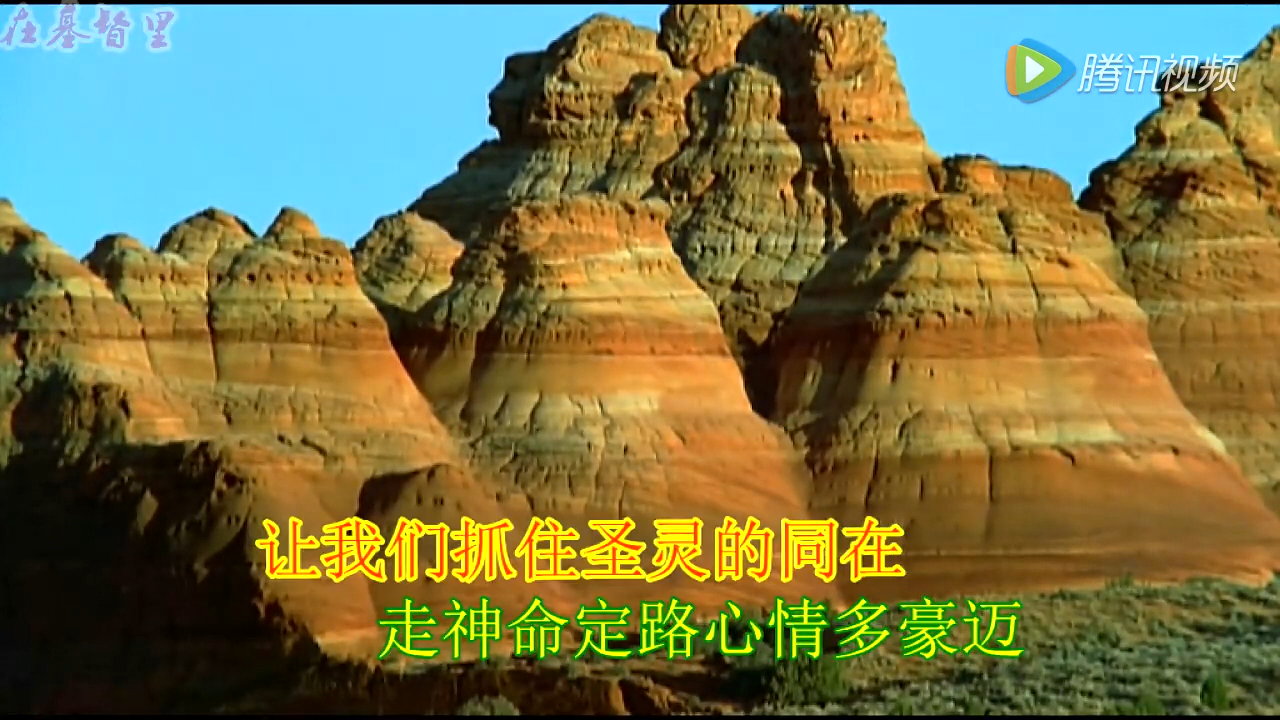 在基督里
腾讯视频
让我们抓住圣灵的同在
走神命定路心情多豪迈